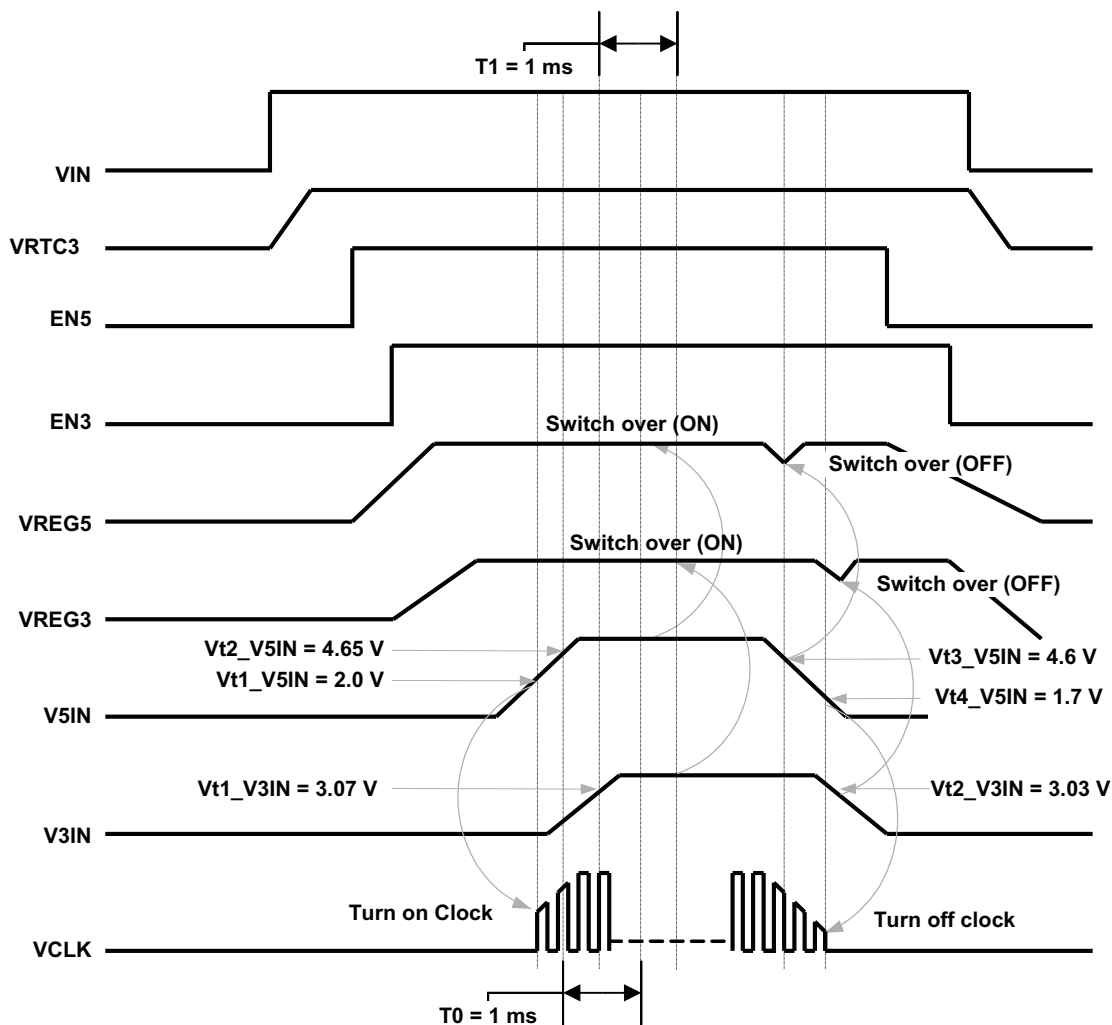 T1 = 1 ms
VIN
VRTC3
EN5
EN3
Switch over (ON)
Switch over (OFF)
VREG5
Switch over (ON)
Switch over (OFF)
VREG3
Vt2_V5IN = 4.65 V
Vt3_V5IN = 4.6 V
Vt1_V5IN = 2.0 V
Vt4_V5IN = 1.7 V
V5IN
Vt1_V3IN = 3.07 V
Vt2_V3IN = 3.03 V
V3IN
Turn on Clock
Turn off clock
VCLK
T0 = 1 ms